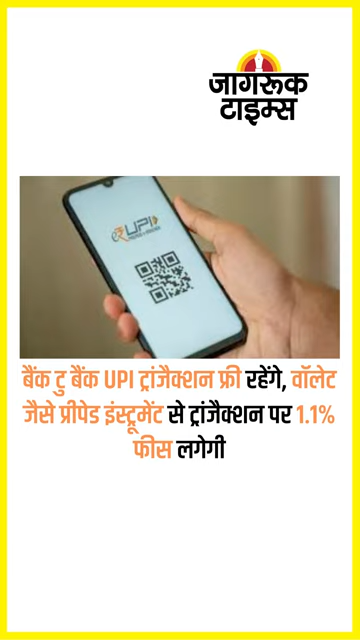 जागरूक
टाइम्स
UPI
बैंक टु बैंक UPI ट्रांजैक्शन फ्री रहेंगे, वॉलेट
जैसे प्रीपेड इंस्ट्रूमेंट से ट्रांजैक्शन पर 1.1%
फीस लगेगी